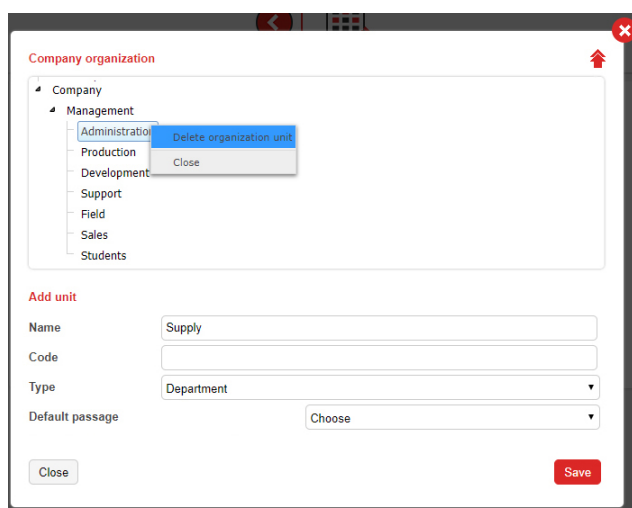 Company organization
Company
Management
Administration
Delete organization unit
Production
Close
Development
Support
Field
Sales
Students
Add unit
Name Supply
Code
Type Department
Default passage Choose
Close Save